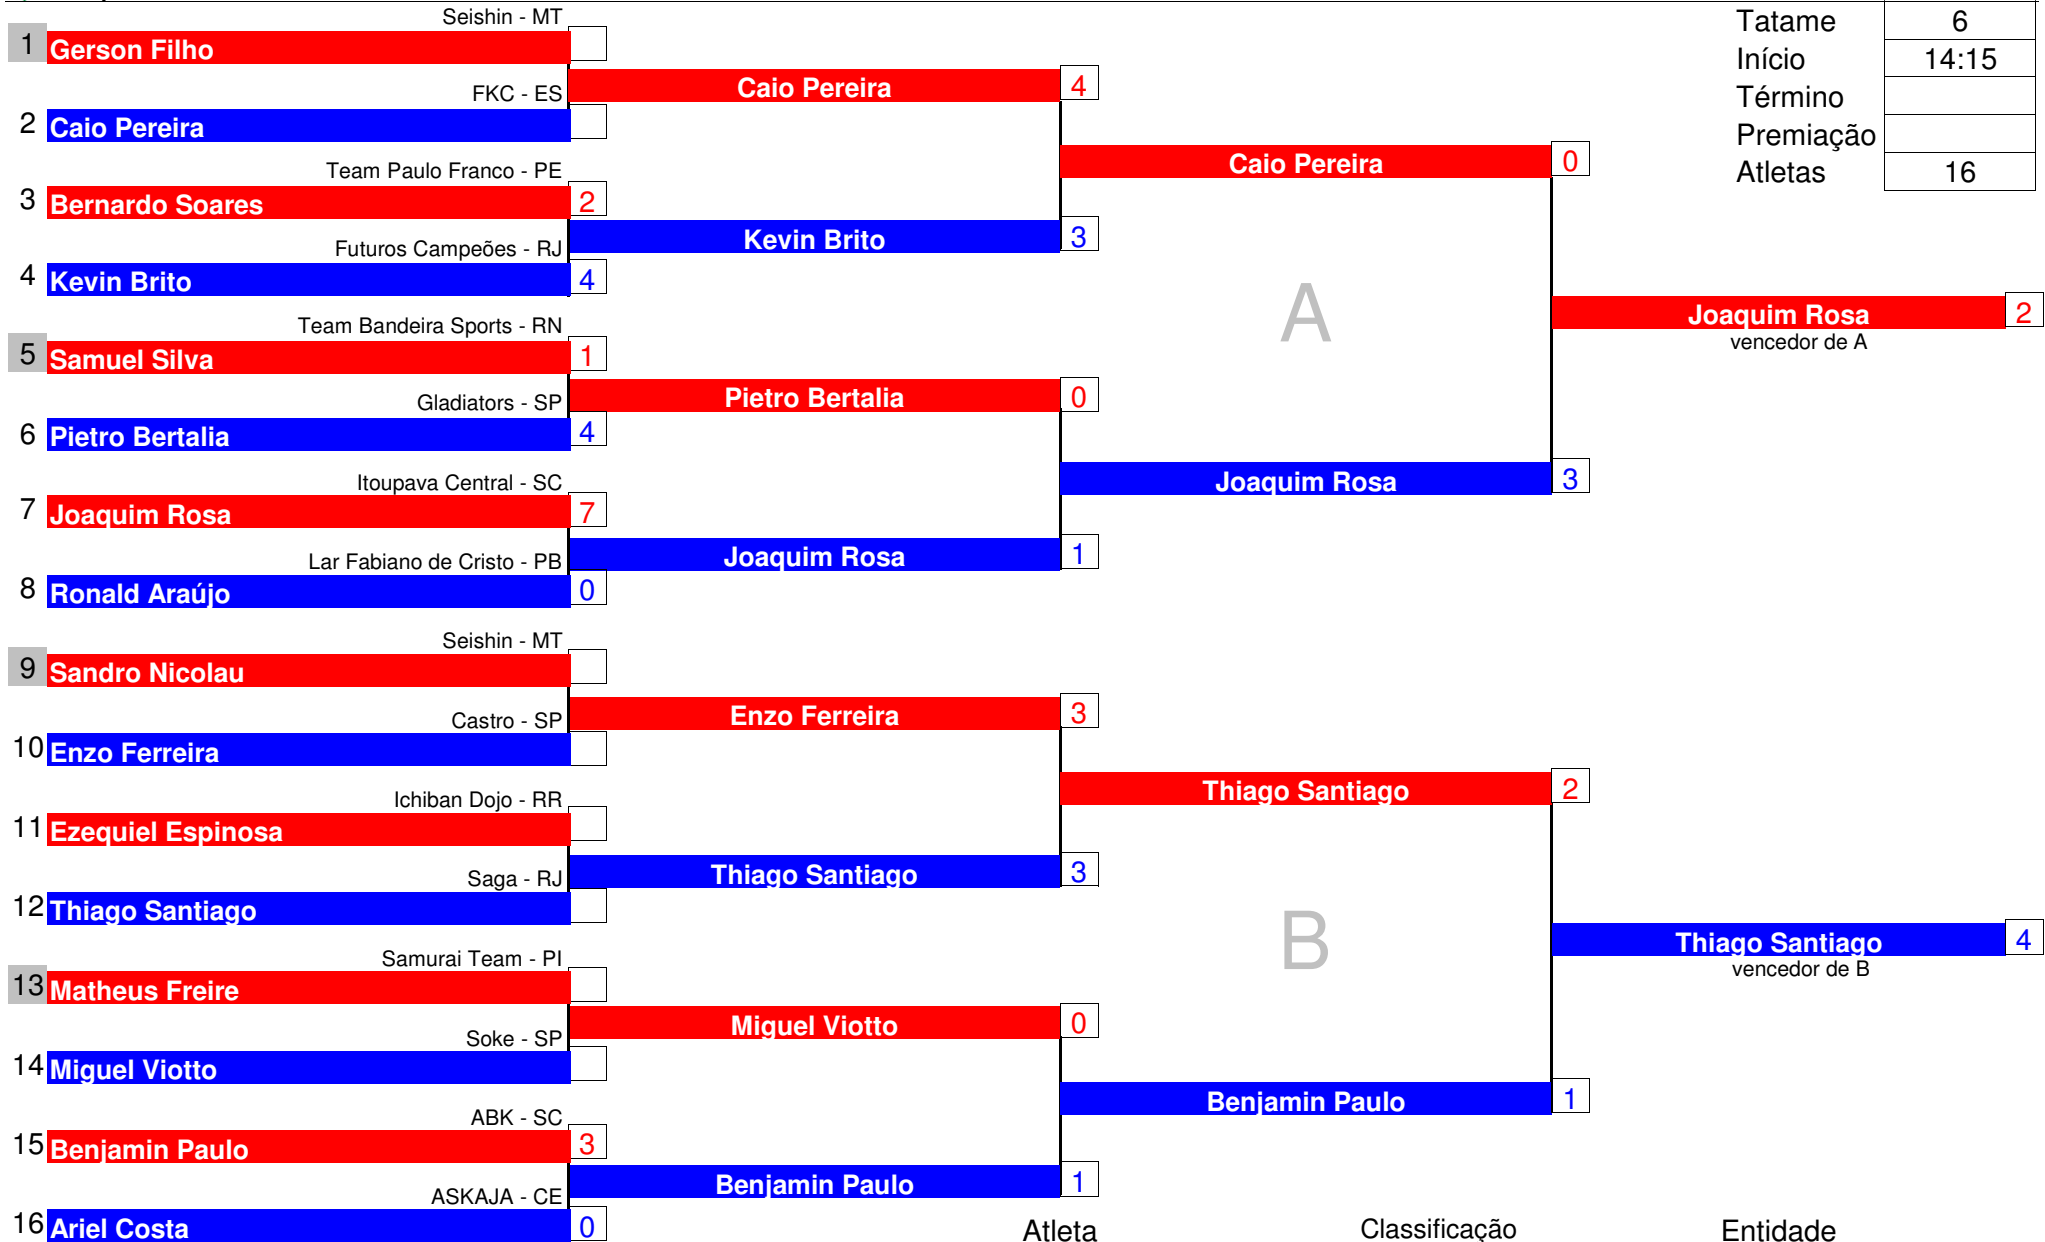 Tatame 6
Início 14:15
Término
Premiação
Atletas 16
Seishin - MT
1 Gerson Filho
FKC - ES
2 Caio Pereira
Team Paulo Franco - PE
3 Bernardo Soares 2
Futuros Campeões - RJ
4 Kevin Brito 4
Team Bandeira Sports - RN
5 Samuel Silva 1
Gladiators - SP
6 Pietro Bertalia 4
Itoupava Central - SC
7 Joaquim Rosa 7
Lar Fabiano de Cristo - PB
8 Ronald Araújo 0
Seishin - MT
9 Sandro Nicolau
Castro - SP
10 Enzo Ferreira
Ichiban Dojo - RR
11 Ezequiel Espinosa
Saga - RJ
12 Thiago Santiago
Samurai Team - PI
13 Matheus Freire
Soke - SP
14 Miguel Viotto
ABK - SC
15 Benjamin Paulo 3
ASKAJA - CE
16 Ariel Costa 0
Caio Pereira 4
Kevin Brito 3
Pietro Bertalia 0
Joaquim Rosa 1
Enzo Ferreira 3
Thiago Santiago 3
Miguel Viotto 0
Benjamin Paulo 1
Caio Pereira 0
A
Joaquim Rosa 3
Thiago Santiago 2
B
Benjamin Paulo 1
Joaquim Rosa 2
vencedor de A
Thiago Santiago 4
vencedor de B
Atleta Classificação Entidade